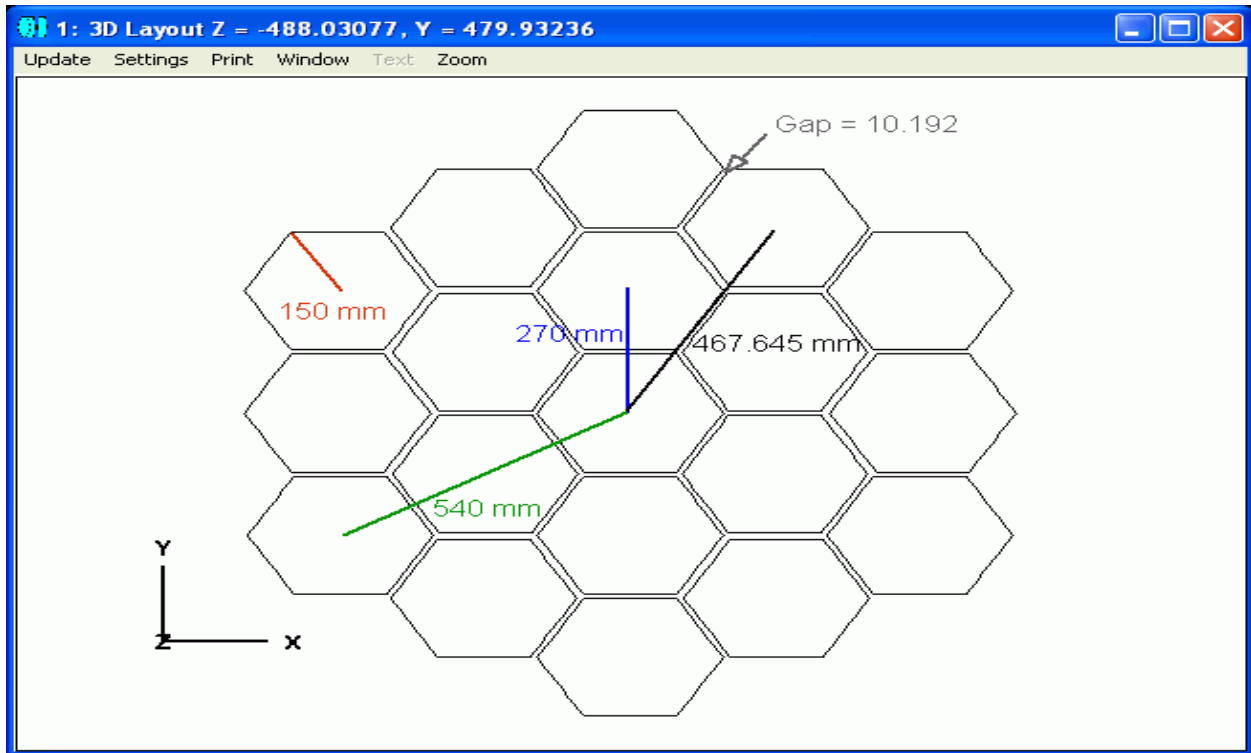 1: 3D Layout Z = -488.03077, Y = 479.93236
Update Settings Print Window Text Zoom
Gap = 10.192
150 mm
270 mm
467.645 mm
540 mm
Y
Z
X